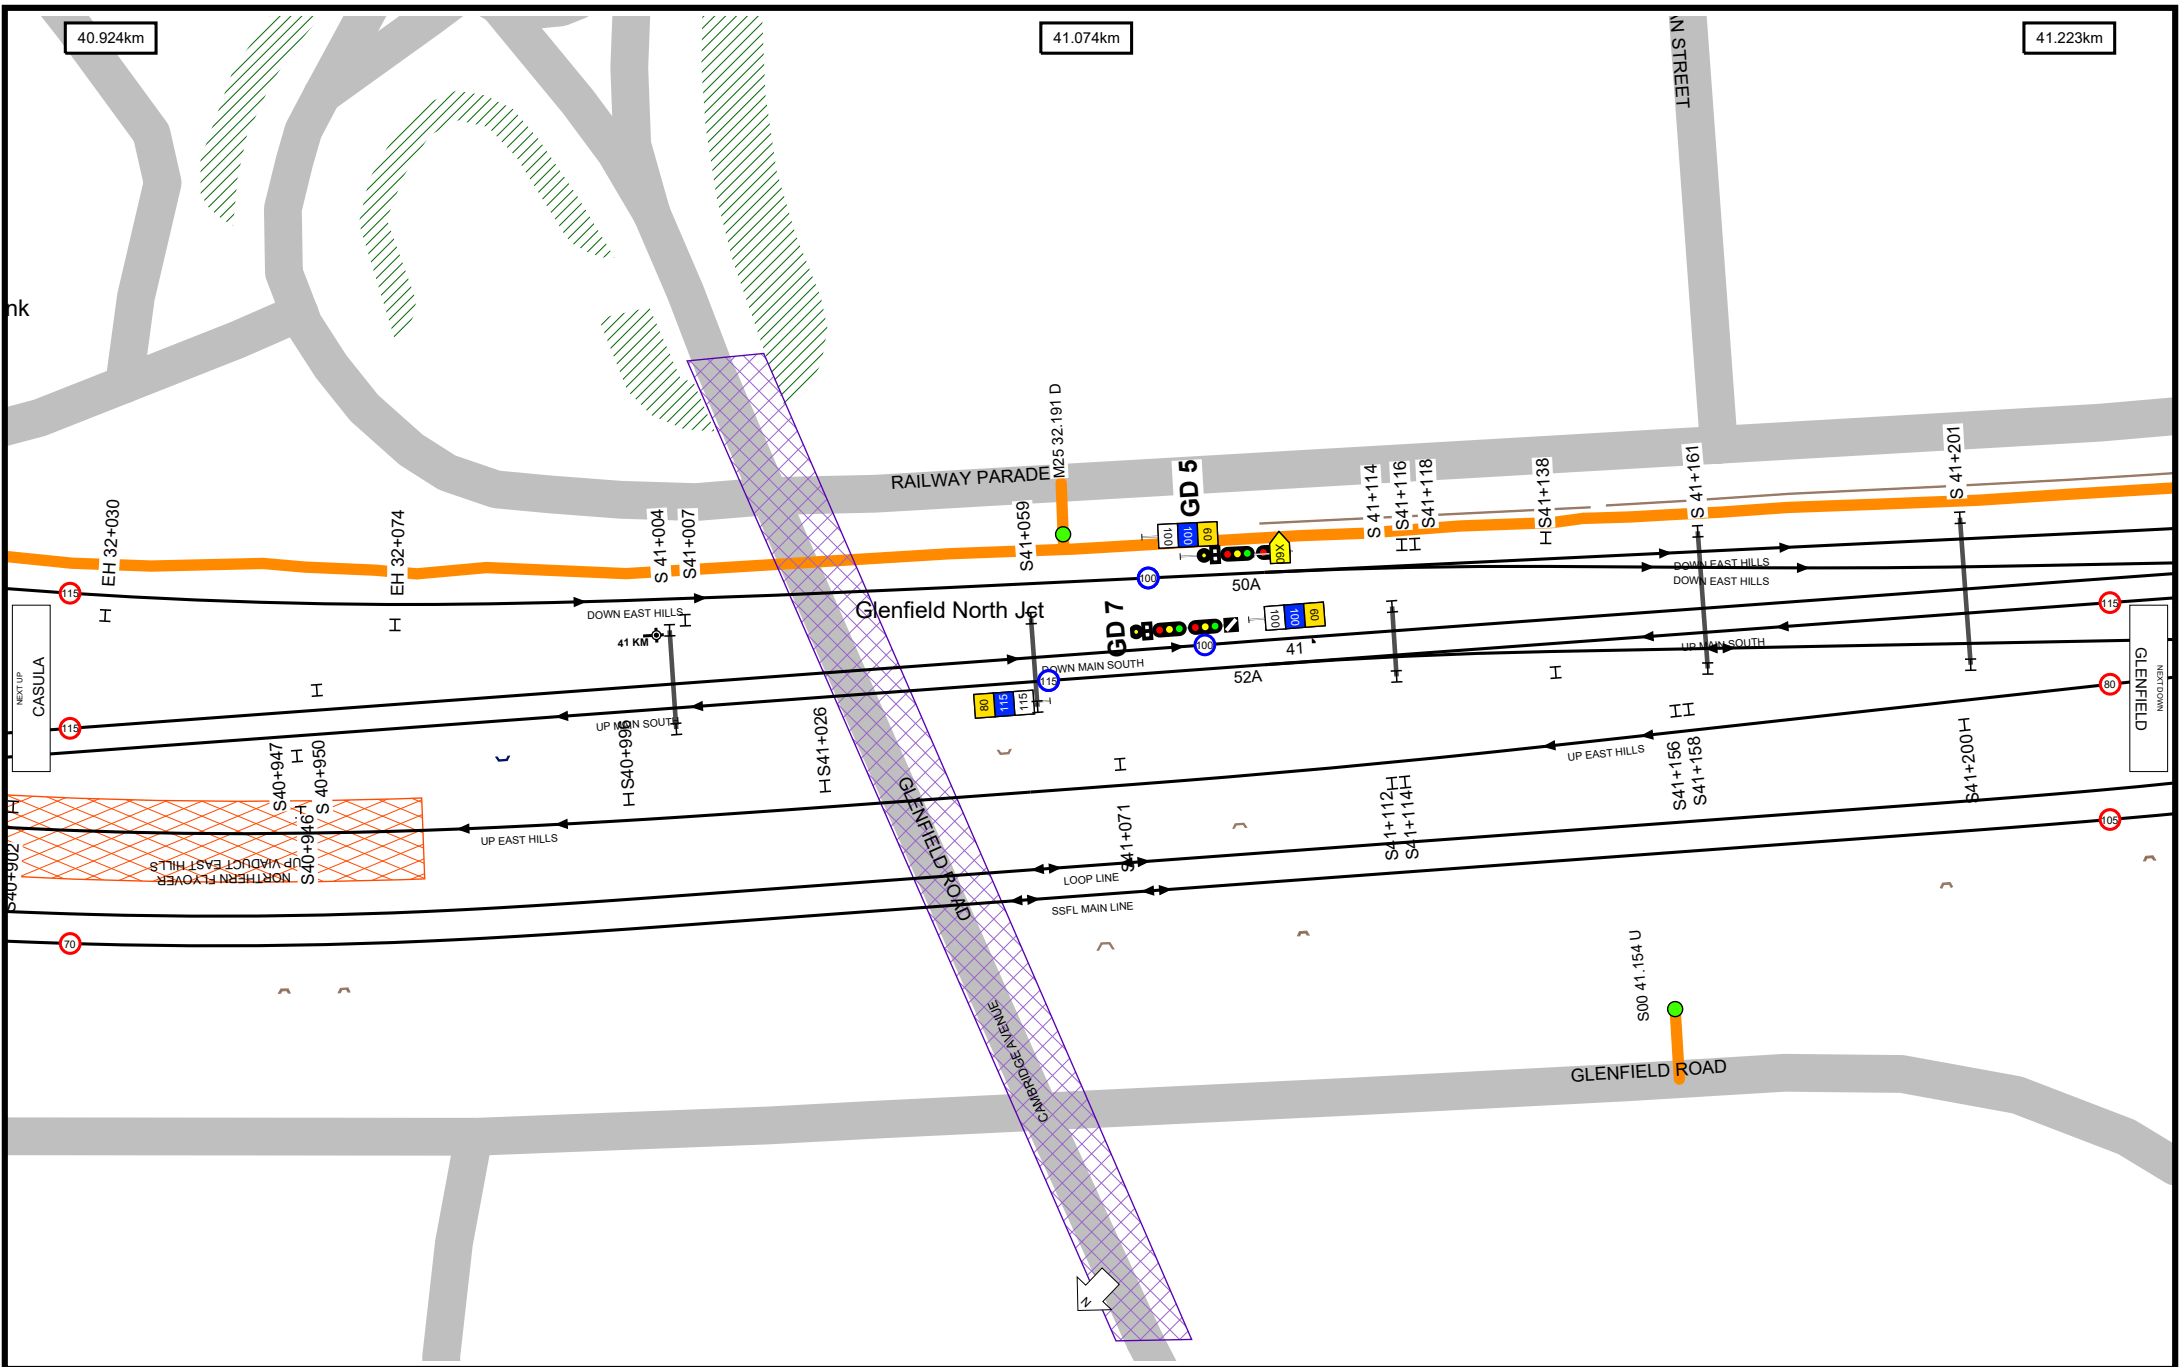 40.924km
41.074km
41.223km
N STREET
nk
RAILWAY PARADE
M25 32.191 D
GD 5
EH 32+030
EH 32+074
S 41+004
S41+007
S41+059
S 41+114
S41+116
S41+118
S41+138
S 41+161
S 41+201
100
100
60
X60
115
100
50A
DOWN EAST HILLS
DOWN EAST HILLS
DOWN EAST HILLS
Glenfield North Jct
GD 7
100
100
60
115
41 KM
100
41
DOWN MAIN SOUTH
UP MAIN SOUTH
NEXT UP
CASULA
GLENFIELD
NEXT DOWN
115
52A
80
115
115
80
115
UP MAIN SOUTH
S40+947
S 40+950
S40+996
S41+026
UP EAST HILLS
S41+156
S41+158
S41+200
GLENFIELD ROAD
S41+071
S41+112
S41+114
S40+902
S40+946
UP VIADUCT EAST HILLS
NORTHERN FLYOVER
UP EAST HILLS
105
LOOP LINE
SSFL MAIN LINE
70
S00 41.154 U
CAMBRIDGE AVENUE
GLENFIELD ROAD
N